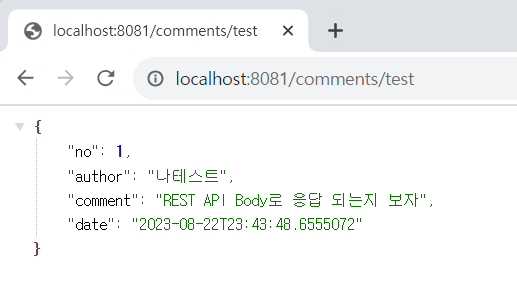 localhost:8081/comments/test
localhost:8081/comments/test
{
"no": 1,
"author": "나테스트",
"comment": "REST API Body로 응답 되는지 보자",
"date": "2023-08-22T23:43:48.6555072"
}